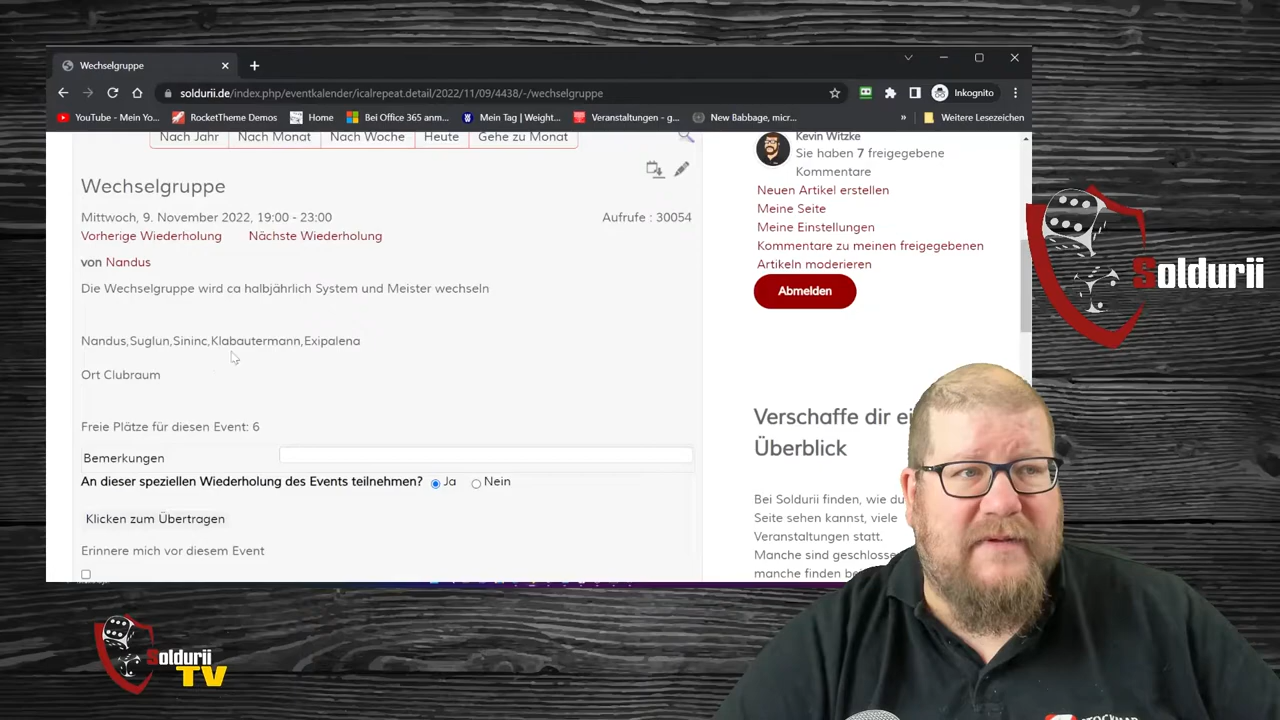 Wechselgruppe
soldurii.de/index.php/eventkalender/icalrepeat.detail/2022/11/09/4438/-/wechselgruppe
Inkognito
YouTube - Mein Yo...
RocketTheme Demos
Home
Bei Office 365 anm...
Mein Tag | Weight...
Veranstaltungen - g...
New Babbage, micr...
»
Weitere Lesezeichen
Nach Jahr
Nach Monat
Nach Woche
Heute
Gehe zu Monat
Wechselgruppe
Mittwoch, 9. November 2022, 19:00 - 23:00
Aufrufe : 30054
Vorherige Wiederholung
Nächste Wiederholung
von Nandus
Die Wechselgruppe wird ca halbjährlich System und Meister wechseln
Nandus,Suglun,Sininc,Klabautermann,Exipalena
Ort Clubraum
Freie Plätze für diesen Event: 6
Bemerkungen
An dieser speziellen Wiederholung des Events teilnehmen? Ja Nein
Klicken zum Übertragen
Erinnere mich vor diesem Event
Kevin Witzke
Sie haben 7 freigegebene
Kommentare
Neuen Artikel erstellen
Meine Seite
Meine Einstellungen
Kommentare zu meinen freigegebenen
Artikeln moderieren
Abmelden
Verschaffe dir
Überblick
Bei Soldurii finden, wie du
Seite sehen kannst, viele
Veranstaltungen statt.
Manche sind
manche finden
Soldurii
Soldurii
TV